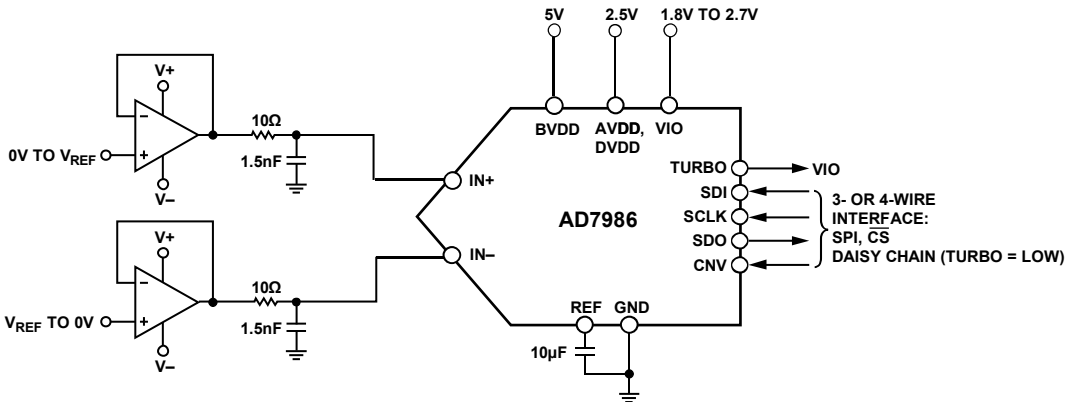 5V
2.5V
1.8V TO 2.7V
BVDD
AVDD,
DVDD
VIO
V+
10Ω
–
0V TO VREF
+
1.5nF
V–
IN+
TURBO
VIO
SDI
3- OR 4-WIRE
INTERFACE:
SPI, C̅S̅
DAISY CHAIN (TURBO = LOW)
SCLK
AD7986
SDO
CNV
V+
IN–
10Ω
–
VREF TO 0V
+
1.5nF
V–
REF
GND
10µF